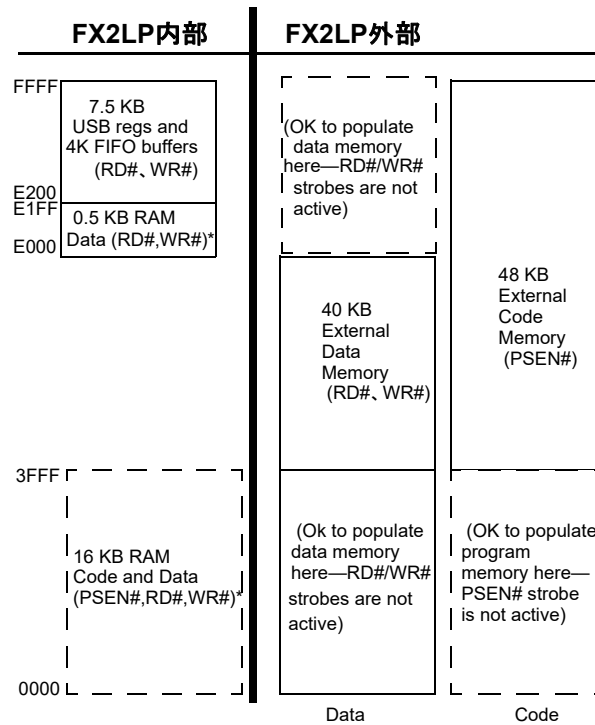 FX2LP内部
FX2LP外部
FFFF
7.5 KB
USB regs and
4K FIFO buffers
(RD#、WR#)
E200
E1FF
0.5 KB RAM
Data (RD#,WR#)*
E000
(OK to populate
data memory
here—RD#/WR#
strobes are not
active)
40 KB
External
Data
Memory
(RD#、WR#)
48 KB
External
Code
Memory
(PSEN#)
3FFF
16 KB RAM
Code and Data
(PSEN#,RD#,WR#)*
0000
(Ok to populate
data memory
here—RD#/WR#
strobes are not
active)
(OK to populate
program
memory here—
PSEN# strobe
is not active)
Data
Code